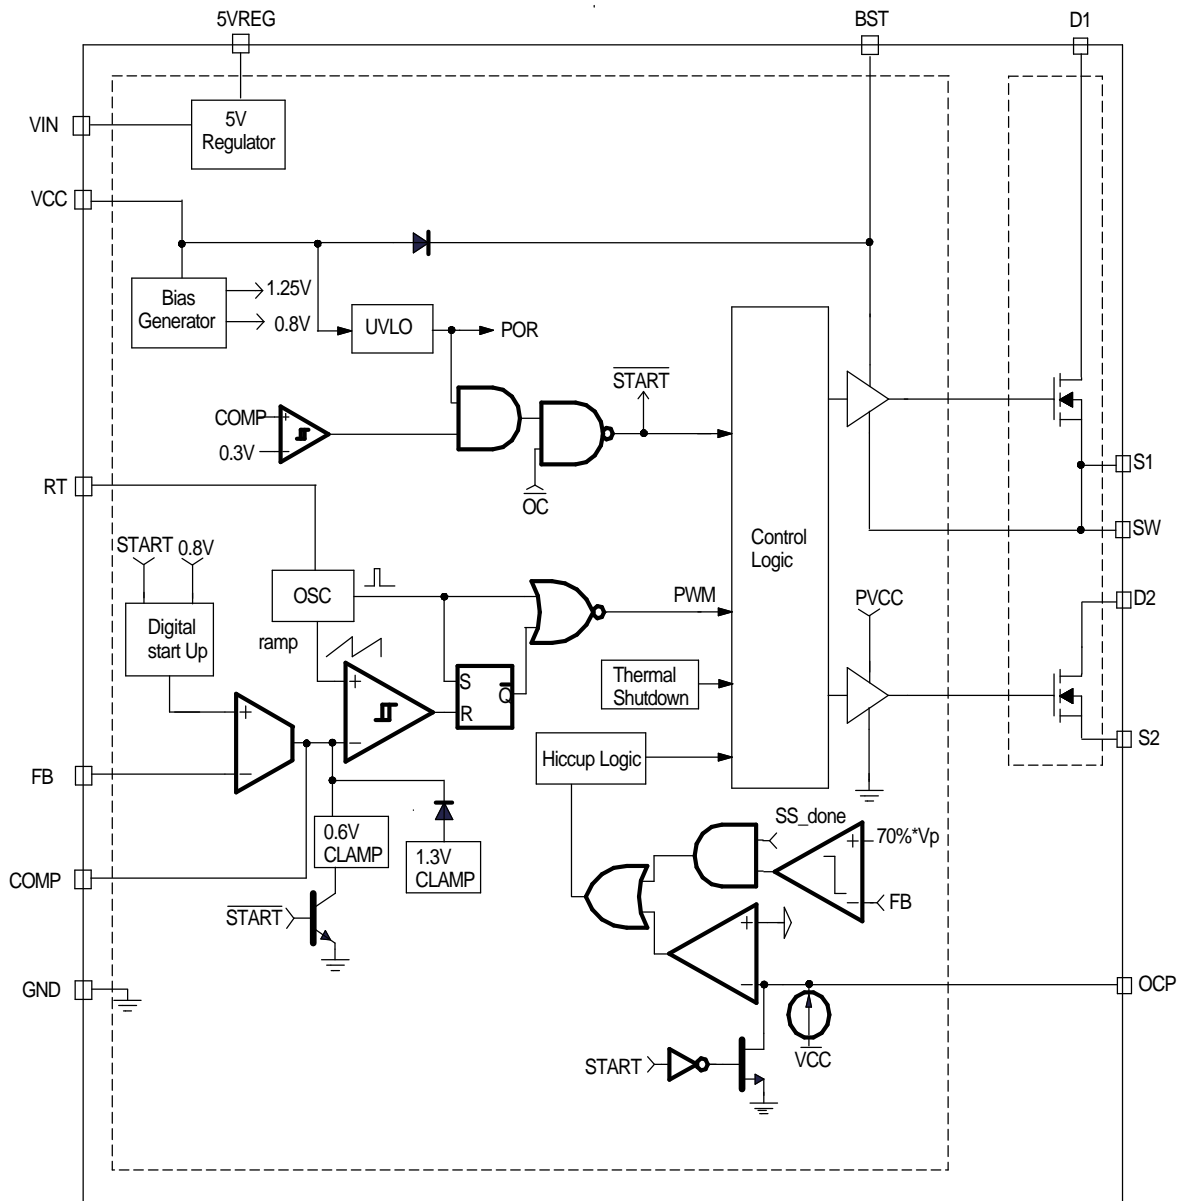 5VREG
BST
D1
VIN
5V
Regulator
VCC
Bias
Generator
1.25V
0.8V
UVLO
POR
START
COMP
+
0.3V
−
OC
RT
S1
SW
Control
Logic
START
0.8V
OSC
PWM
PVCC
D2
Digital
start Up
ramp
+
S
Q
R
−
Thermal
Shutdown
+
−
S2
FB
Hiccup Logic
0.6V
CLAMP
1.3V
CLAMP
SS_done
+
70%*Vp
−
FB
COMP
START
+
−
GND
OCP
START
VCC